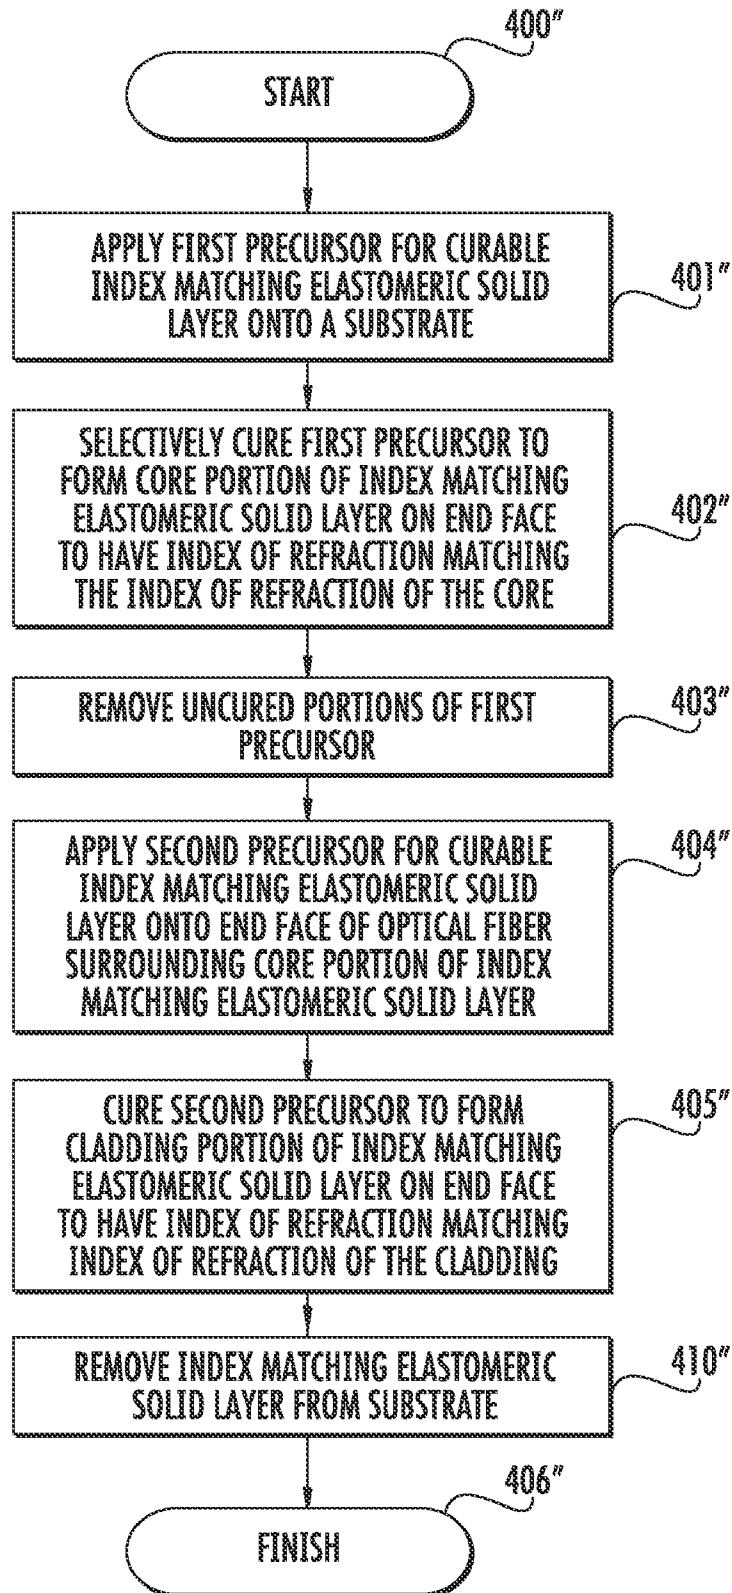 400"
START
APPLY FIRST PRECURSOR FOR CURABLE
INDEX MATCHING ELASTOMERIC SOLID
LAYER ONTO A SUBSTRATE
401"
SELECTIVELY CURE FIRST PRECURSOR TO
FORM CORE PORTION OF INDEX MATCHING
ELASTOMERIC SOLID LAYER ON END FACE
TO HAVE INDEX OF REFRACTION MATCHING
THE INDEX OF REFRACTION OF THE CORE
402"
REMOVE UNCURED PORTIONS OF FIRST
PRECURSOR
403"
APPLY SECOND PRECURSOR FOR CURABLE
INDEX MATCHING ELASTOMERIC SOLID
LAYER ONTO END FACE OF OPTICAL FIBER
SURROUNDING CORE PORTION OF INDEX
MATCHING ELASTOMERIC SOLID LAYER
404"
CURE SECOND PRECURSOR TO FORM
CLADDING PORTION OF INDEX MATCHING
ELASTOMERIC SOLID LAYER ON END FACE
TO HAVE INDEX OF REFRACTION MATCHING
INDEX OF REFRACTION OF THE CLADDING
405"
REMOVE INDEX MATCHING ELASTOMERIC
SOLID LAYER FROM SUBSTRATE
410"
406"
FINISH